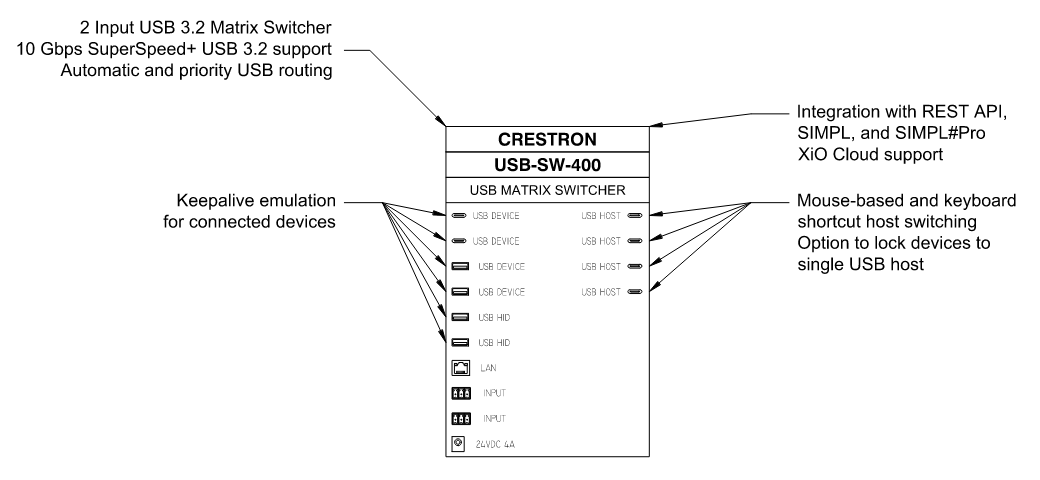 2 Input USB 3.2 Matrix Switcher
10 Gbps SuperSpeed+ USB 3.2 support
Automatic and priority USB routing
Integration with REST API,
SIMPL, and SIMPL#Pro
XiO Cloud support
CRESTRON
USB-SW-400
USB MATRIX SWITCHER
Keepalive emulation
for connected devices
Mouse-based and keyboard
shortcut host switching
Option to lock devices to
single USB host
USB DEVICE USB HOST
USB DEVICE USB HOST
USB DEVICE USB HOST
USB DEVICE USB HOST
USB HID
USB HID
LAN
INPUT
INPUT
24VDC 4A